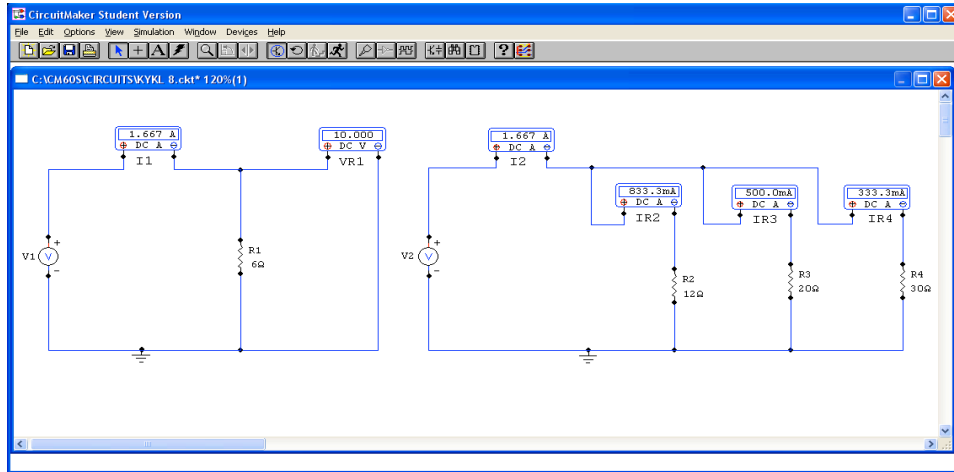 CircuitMaker Student Version
File Edit Options View Simulation Window Devices Help
C:\CM60S\CIRCUITS\KYKL 8.ckt* 120%(1)
1.667 A
DC A
I1
10.000
DC V
VR1
V1
V
+
-
R1
6Ω
1.667 A
DC A
I2
833.3mA
DC A
IR2
500.0mA
DC A
IR3
333.3mA
DC A
IR4
V2
V
+
-
R2
12Ω
R3
20Ω
R4
30Ω